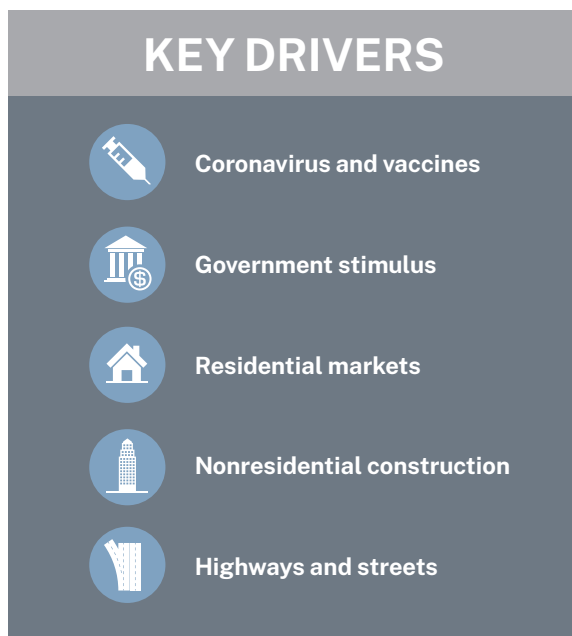 KEY DRIVERS
Coronavirus and vaccines
$
Government stimulus
Residential markets
Nonresidential construction
Highways and streets